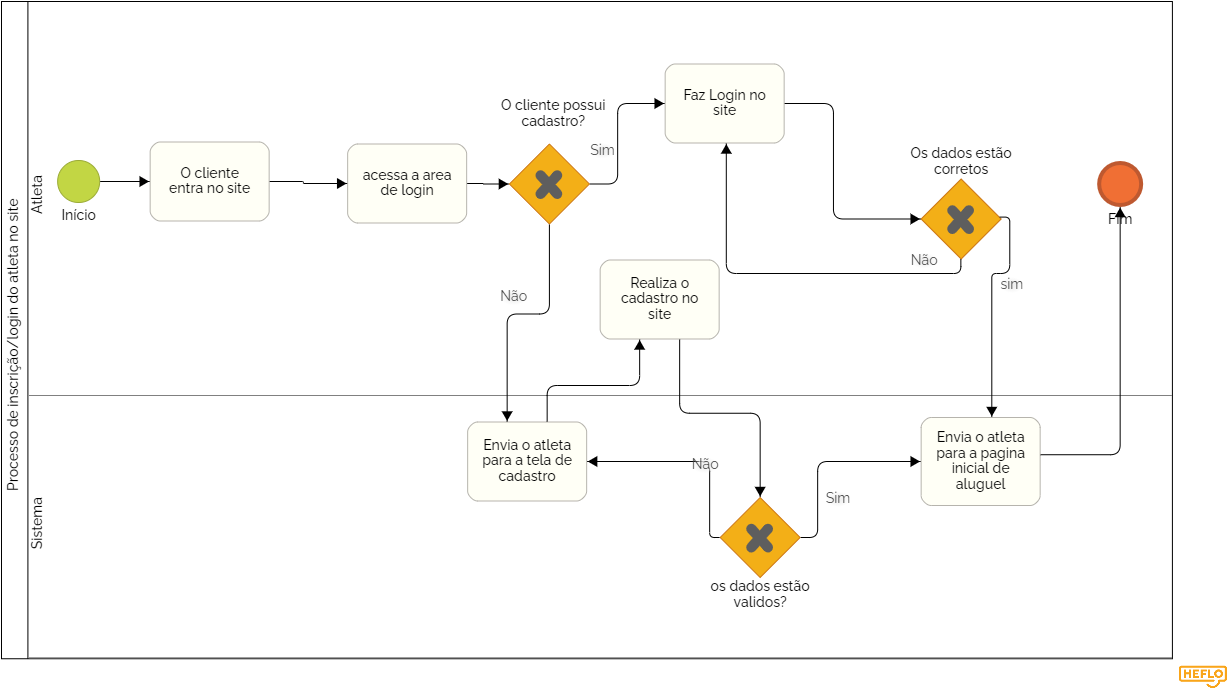 Processo de inscrição/login do atleta no site
Atleta
Início
O cliente
entra no site
acessa a area
de login
O cliente possui
cadastro?
Sim
Não
Faz Login no
site
Os dados estão
corretos
Não
sim
Fim
Realiza o
cadastro no
site
Sistema
Envia o atleta
para a tela de
cadastro
Não
os dados estão
validos?
Sim
Envia o atleta
para a pagina
inicial de
aluguel
HEFLO